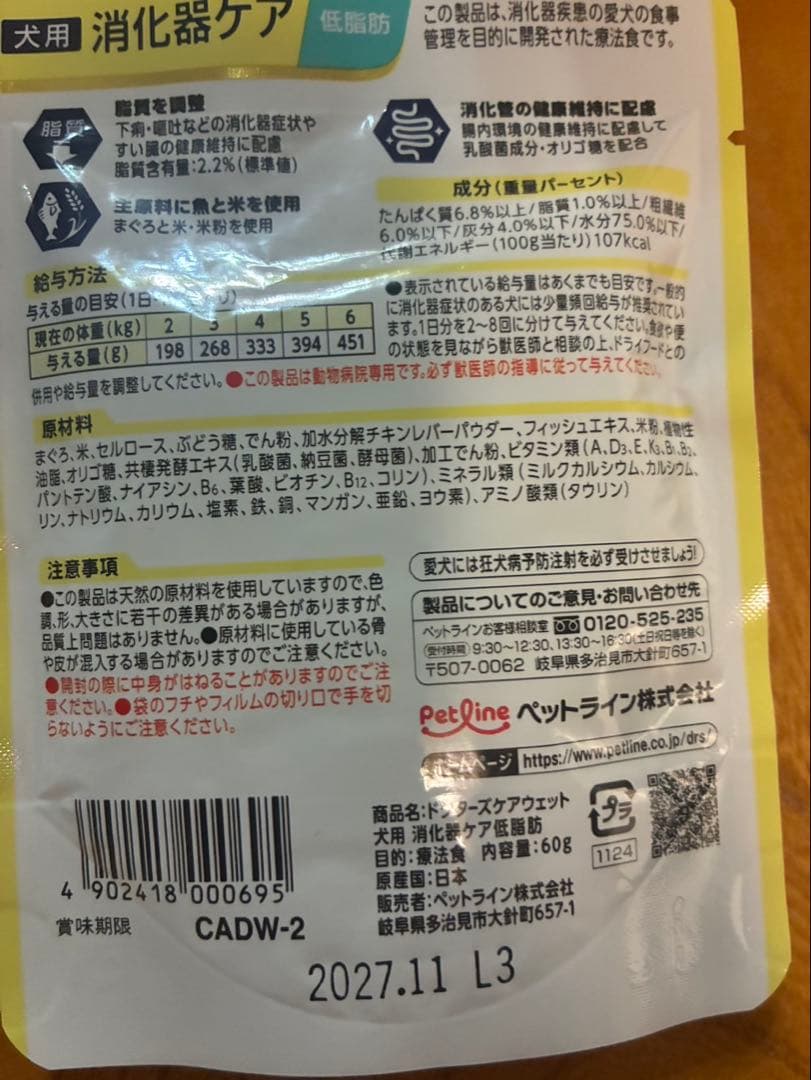 犬用 消化器ケア 低脂肪
この製品は、消化器疾患の愛犬の食事
管理を目的に開発された療法食です。
脂質
脂質を調整
下痢・嘔吐などの消化器症状や
すい臓の健康維持に配慮
脂質含有量:2.2%(標準値)
主原料に魚と米を使用
まぐろと米・米粉を使用
消化管の健康維持に配慮
腸内環境の健康維持に配慮して
乳酸菌成分・オリゴ糖を配合
成分(重量パーセント)
たんぱく質6.8%以上/脂質1.0%以上/粗繊維
6.0%以下/灰分4.0%以下/水分75.0%以下/
代謝エネルギー(100g当たり)107kcal
給与方法
与える量の目安(1日
現在の体重(kg) 2 3 4 5 6
与える量(g) 198 268 333 394 451
●表示されている給与量はあくまでも目安です。一般的
に消化器症状のある犬には少量頻回給与が推奨されてい
ます。1日分を2~8回に分けて与えてください。食欲や便
の状態を見ながら獣医師と相談の上、ドライフードとの
併用や給与量を調整してください。●この製品は動物病院専用です。必ず獣医師の指導に従って与えてください。
原材料
まぐろ、米、セルロース、ぶどう糖、でん粉、加水分解チキンレバーパウダー、フィッシュエキス、米粉、植物性
油脂、オリゴ糖、共棲発酵エキス(乳酸菌、納豆菌、酵母菌)、加工でん粉、ビタミン類(A、D3、E、K3、B1、B2、
パントテン酸、ナイアシン、B6、葉酸、ビオチン、B12、コリン)、ミネラル類(ミルクカルシウム、カルシウム、
リン、ナトリウム、カリウム、塩素、鉄、銅、マンガン、亜鉛、ヨウ素)、アミノ酸類(タウリン)
注意事項
●この製品は天然の原材料を使用していますので、色
調、形、大きさに若干の差異がある場合がありますが、
品質上問題はありません。●原材料に使用している骨
や皮が混入する場合がありますのでご注意ください。
●開封の際に中身がはねることがありますのでご注
意ください。●袋のフチやフィルムの切り口で手を切
らないようにご注意ください。
愛犬には狂犬病予防注射を必ず受けさせましょう!
製品についてのご意見・お問い合わせ先
ペットラインお客様相談室 0120-525-235
受付時間 9:30~12:30、13:30~16:30(土日祝日等を除く)
〒507-0062 岐阜県多治見市大針町657-1
Petline ペットライン株式会社
ホームページ https://www.petline.co.jp/drs/
商品名:ドクターズケアウェット
犬用 消化器ケア低脂肪
目的:療法食 内容量:60g
原産国:日本
販売者:ペットライン株式会社
岐阜県多治見市大針町657-1
プラ
1124
4 902418 000695
賞味期限 CADW-2
2027.11 L3